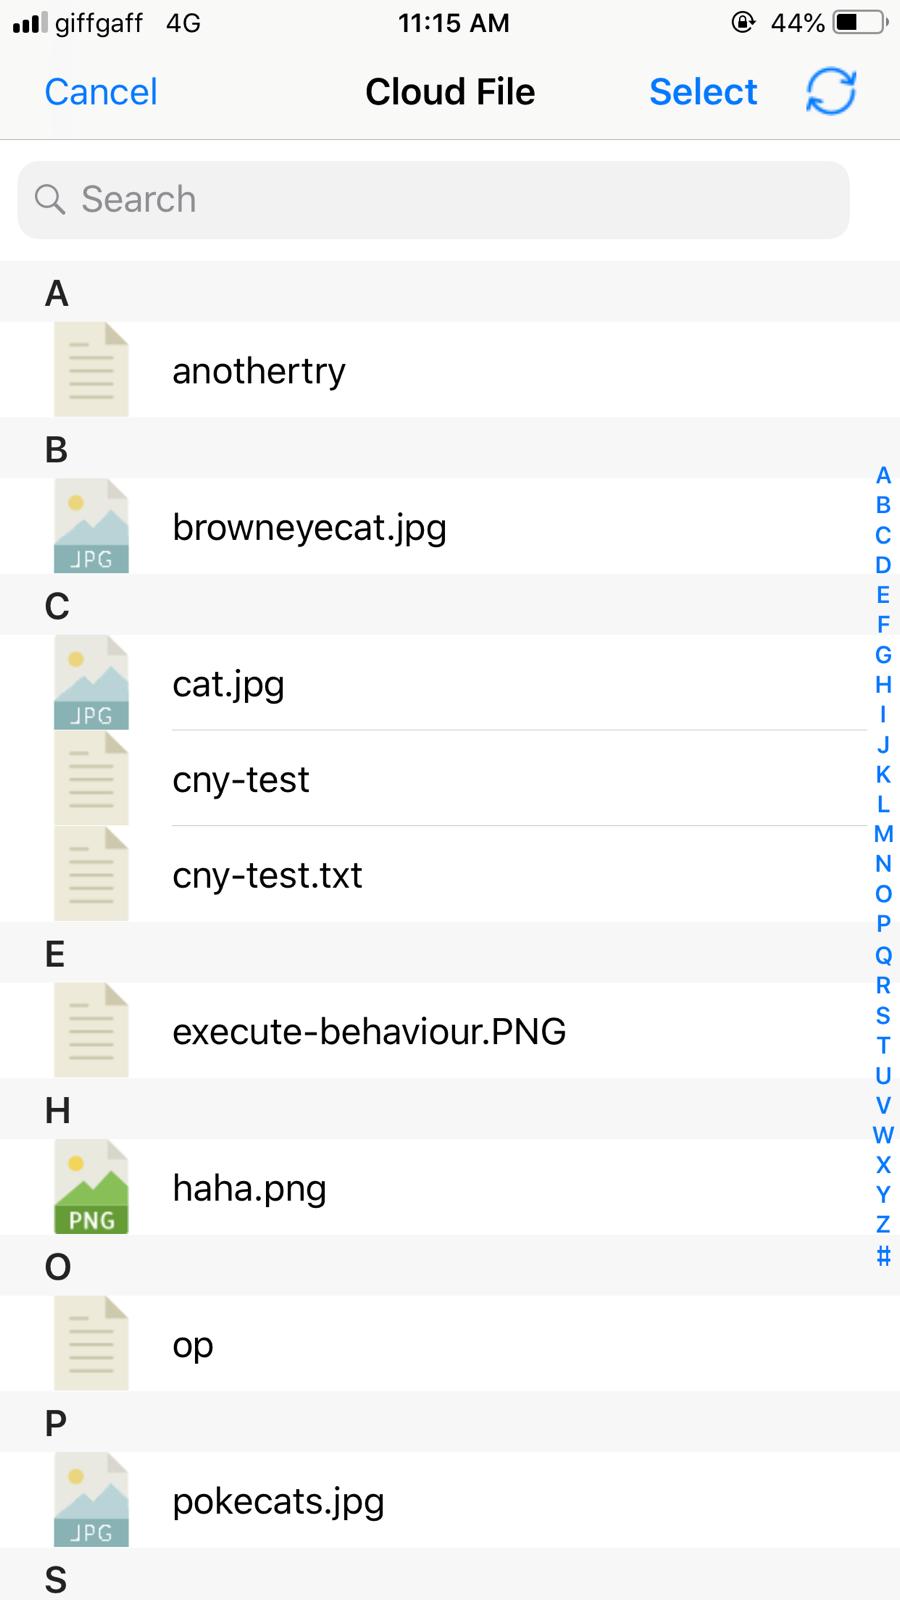 giffgaff 4G 11:15 AM 44%
Cancel Cloud File Select
Search
A
anothertry
B
JPG browneyecat.jpg
C
JPG cat.jpg
cny-test
cny-test.txt
E
execute-behaviour.PNG
H
PNG haha.png
O
op
P
JPG pokecats.jpg
S
A
B
C
D
E
F
G
H
I
J
K
L
M
N
O
P
Q
R
S
T
U
V
W
X
Y
Z
#